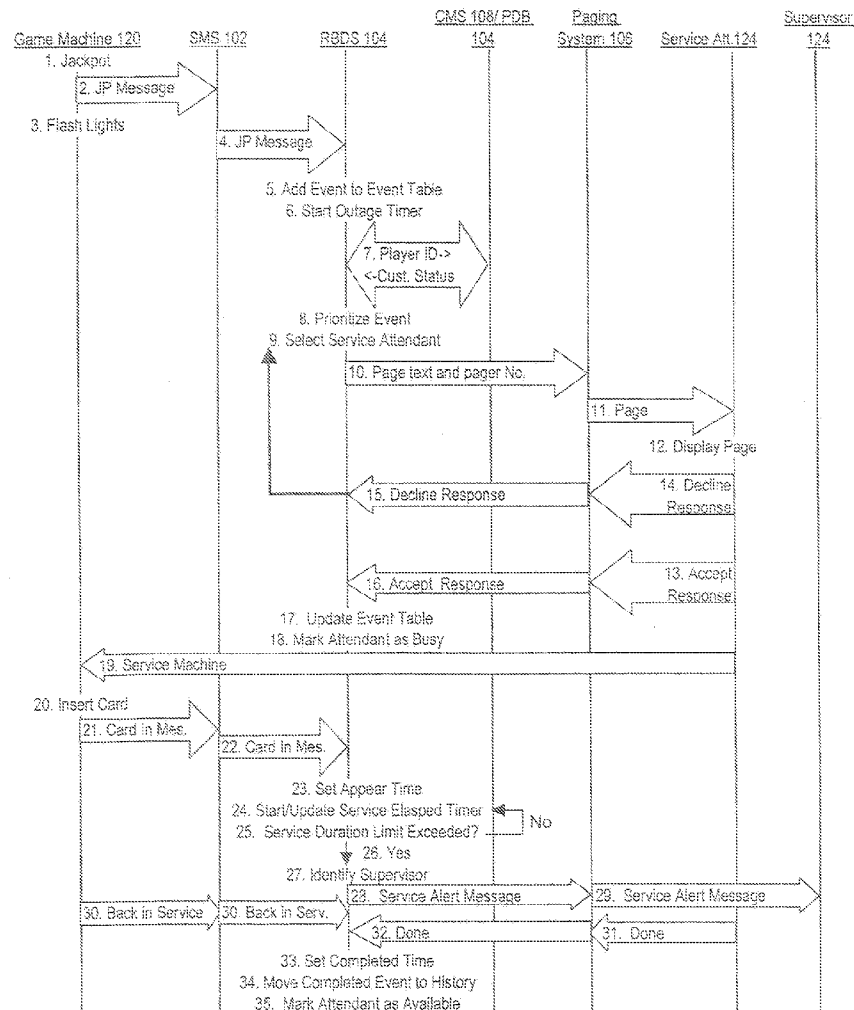 Game Machine 120
SMS 102
RBDS 104
CMS 108/ PDB
104
Paging
System 106
Service Att.124
Supervisor
124
1. Jackpot
2. JP Message
3. Flash Lights
4. JP Message
5. Add Event to Event Table
6. Start Outage Timer
7. Player ID->
<-Cust. Status
8. Prioritize Event
9. Select Service Attendant
10. Page text and pager No.
11. Page
12. Display Page
15. Decline Response
14. Decline
Response
16. Accept Response
13. Accept
Response
17. Update Event Table
18. Mark Attendant as Busy
19. Service Machine
20. Insert Card
21. Card in Mes.
22. Card In Mes.
23. Set Appear Time
24. Start/Update Service Elasped Timer
25. Service Duration Limit Exceeded?
No
26. Yes
27. Identify Supervisor
28. Service Alert Message
29. Service Alert Message
30. Back in Service
30. Back in Serv.
32. Done
31. Done
33. Set Completed Time
34. Move Completed Event to History
35. Mark Attendant as Available